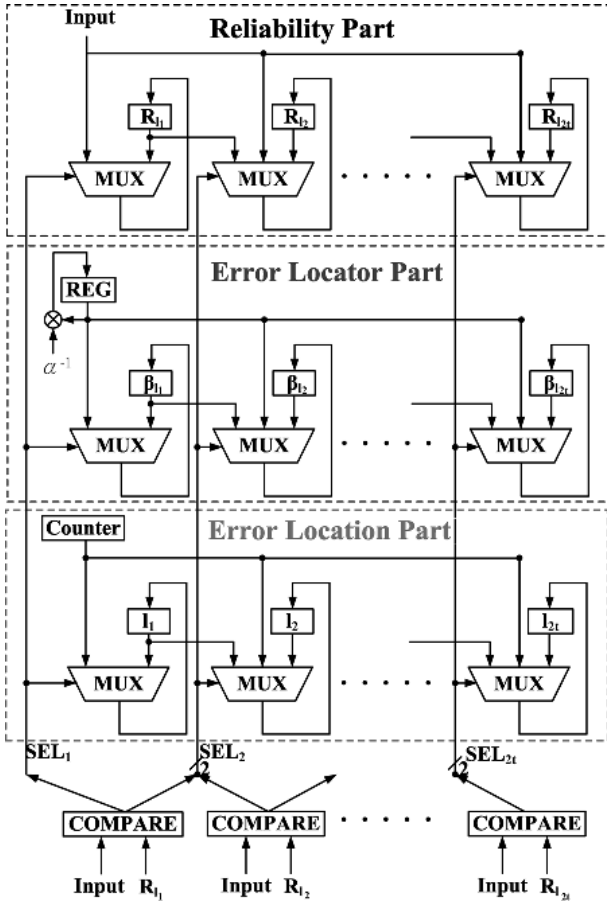 Input
Reliability Part
R_{l_1} R_{l_2} R_{l_{2t}}
MUX MUX . . . . . MUX
Error Locator Part
REG
α^{-1}
β_{l_1} β_{l_2} β_{l_{2t}}
MUX MUX . . . . . MUX
Error Location Part
Counter
l_1 l_2 l_{2t}
MUX MUX . . . . . MUX
SEL_1 SEL_2 SEL_{2t}
2 2
COMPARE COMPARE . . . . . COMPARE
Input R_{l_1} Input R_{l_2} Input R_{l_{2t}}